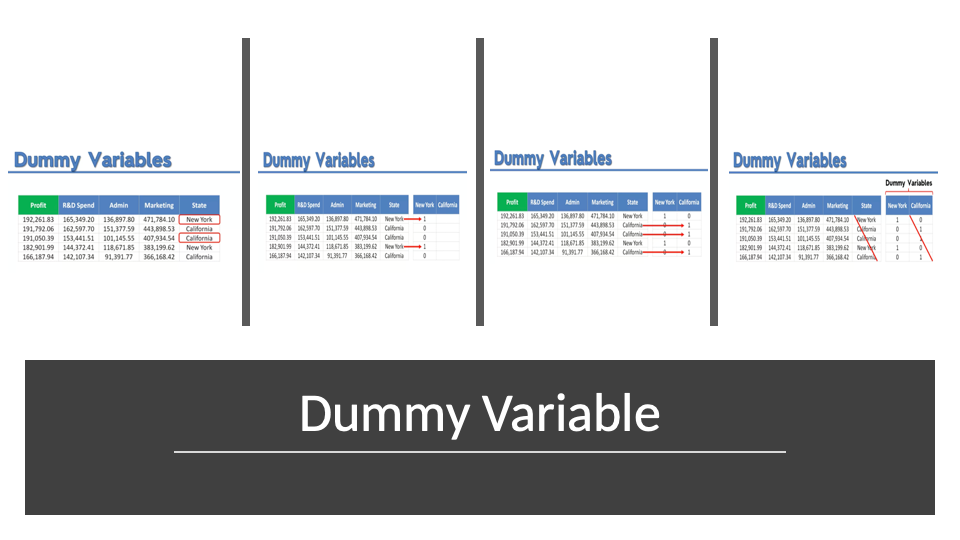 Dummy Variables
Profit R&D Spend Admin Marketing State
192,261.83 165,349.20 136,897.80 471,784.10 New York
191,792.06 162,597.70 151,377.59 443,898.53 California
191,050.39 153,441.51 101,145.55 407,934.54 California
182,901.99 144,372.41 118,671.85 383,199.62 New York
166,187.94 142,107.34 91,391.77 366,168.42 California
Dummy Variables
Profit R&D Spend Admin Marketing State New York California
192,261.83 165,349.20 136,897.80 471,784.10 New York 1
191,792.06 162,597.70 151,377.59 443,898.53 California 0
191,050.39 153,441.51 101,145.55 407,934.54 California 0
182,901.99 144,372.41 118,671.85 383,199.62 New York 1
166,187.94 142,107.34 91,391.77 366,168.42 California 0
Dummy Variables
Profit R&D Spend Admin Marketing State New York California
192,261.83 165,349.20 136,897.80 471,784.10 New York 1 0
191,792.06 162,597.70 151,377.59 443,898.53 California 0 1
191,050.39 153,441.51 101,145.55 407,934.54 California 0 1
182,901.99 144,372.41 118,671.85 383,199.62 New York 1 0
166,187.94 142,107.34 91,391.77 366,168.42 California 0 1
Dummy Variables
Dummy Variables
Profit R&D Spend Admin Marketing State New York California
192,261.83 165,349.20 136,897.80 471,784.10 New York 1 0
191,792.06 162,597.70 151,377.59 443,898.53 California 0 1
191,050.39 153,441.51 101,145.55 407,934.54 California 0 1
182,901.99 144,372.41 118,671.85 383,199.62 New York 1 0
166,187.94 142,107.34 91,391.77 366,168.42 California 0 1
Dummy Variable